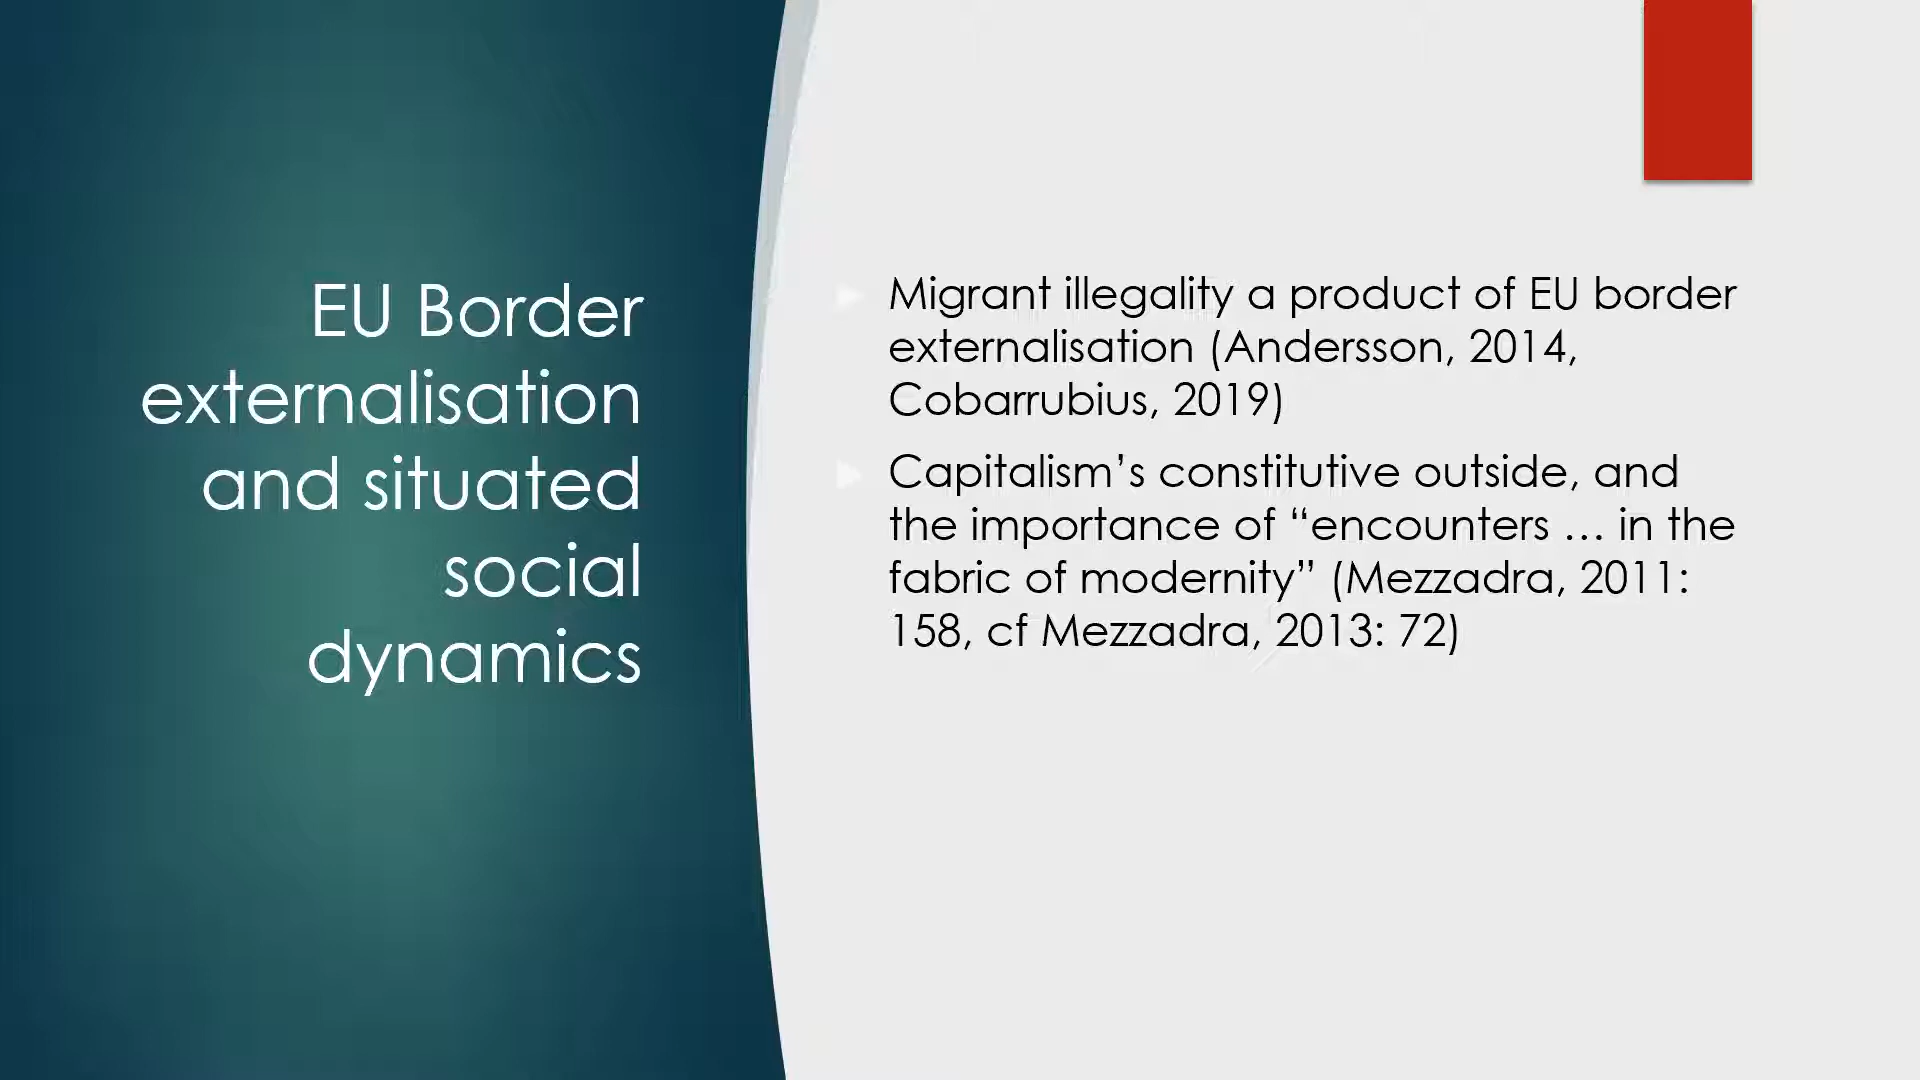 EU Border
externalisation
and situated
social
dynamics
Migrant illegality a product of EU border
externalisation (Andersson, 2014,
Cobarrubius, 2019)
Capitalism’s constitutive outside, and
the importance of “encounters … in the
fabric of modernity” (Mezzadra, 2011:
158, cf Mezzadra, 2013: 72)